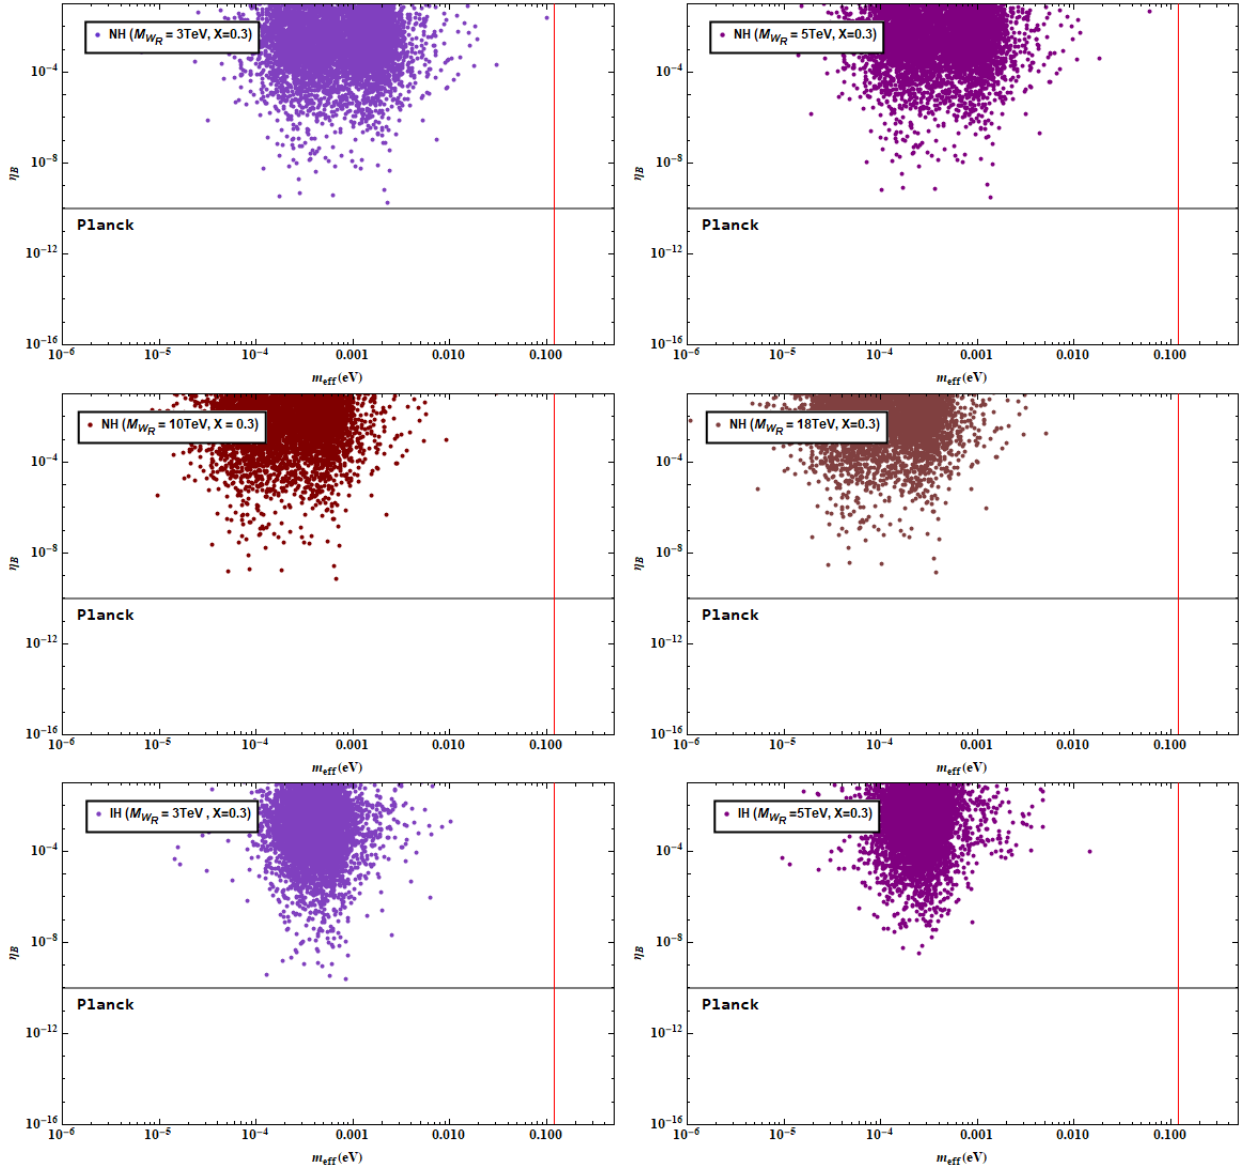 NH (M_{W_R} = 3TeV, X=0.3)
10⁻⁴
10⁻⁸
η_B
Planck
10⁻¹²
10⁻¹⁶
10⁻⁶ 10⁻⁵ 10⁻⁴ 0.001 0.010 0.100
m_eff(eV)
NH (M_{W_R} = 5TeV, X=0.3)
10⁻⁴
10⁻⁸
η_B
Planck
10⁻¹²
10⁻¹⁶
10⁻⁶ 10⁻⁵ 10⁻⁴ 0.001 0.010 0.100
m_eff(eV)
NH (M_{W_R} = 10TeV, X = 0.3)
10⁻⁴
10⁻⁸
η_B
Planck
10⁻¹²
10⁻¹⁶
10⁻⁶ 10⁻⁵ 10⁻⁴ 0.001 0.010 0.100
m_eff(eV)
NH (M_{W_R} = 18TeV, X=0.3)
10⁻⁴
10⁻⁸
η_B
Planck
10⁻¹²
10⁻¹⁶
10⁻⁶ 10⁻⁵ 10⁻⁴ 0.001 0.010 0.100
m_eff(eV)
IH (M_{W_R} = 3TeV , X=0.3)
10⁻⁴
10⁻⁸
η_B
Planck
10⁻¹²
10⁻¹⁶
10⁻⁶ 10⁻⁵ 10⁻⁴ 0.001 0.010 0.100
m_eff(eV)
IH (M_{W_R} =5TeV, X=0.3)
10⁻⁴
10⁻⁸
η_B
Planck
10⁻¹²
10⁻¹⁶
10⁻⁶ 10⁻⁵ 10⁻⁴ 0.001 0.010 0.100
m_eff(eV)